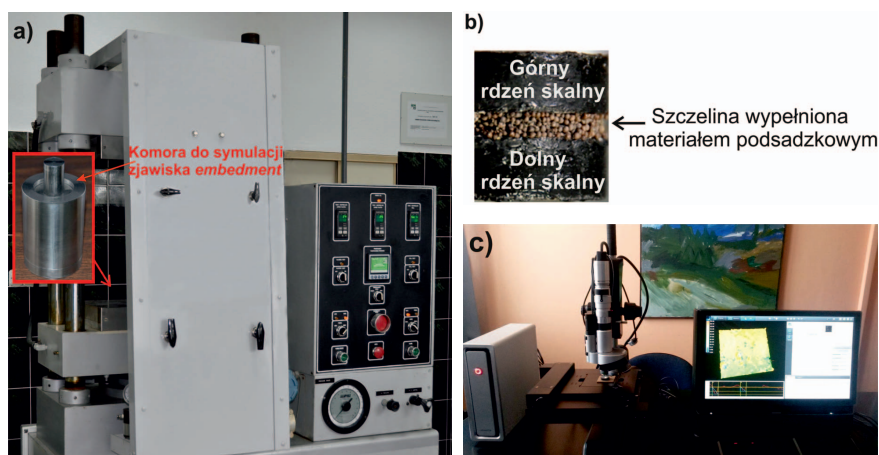 a)
Komora do symulacji
zjawiska embedment
b)
Górny
rdzeń skalny
Szczelina wypełniona
materiałem podsadzkowym
Dolny
rdzeń skalny
c)